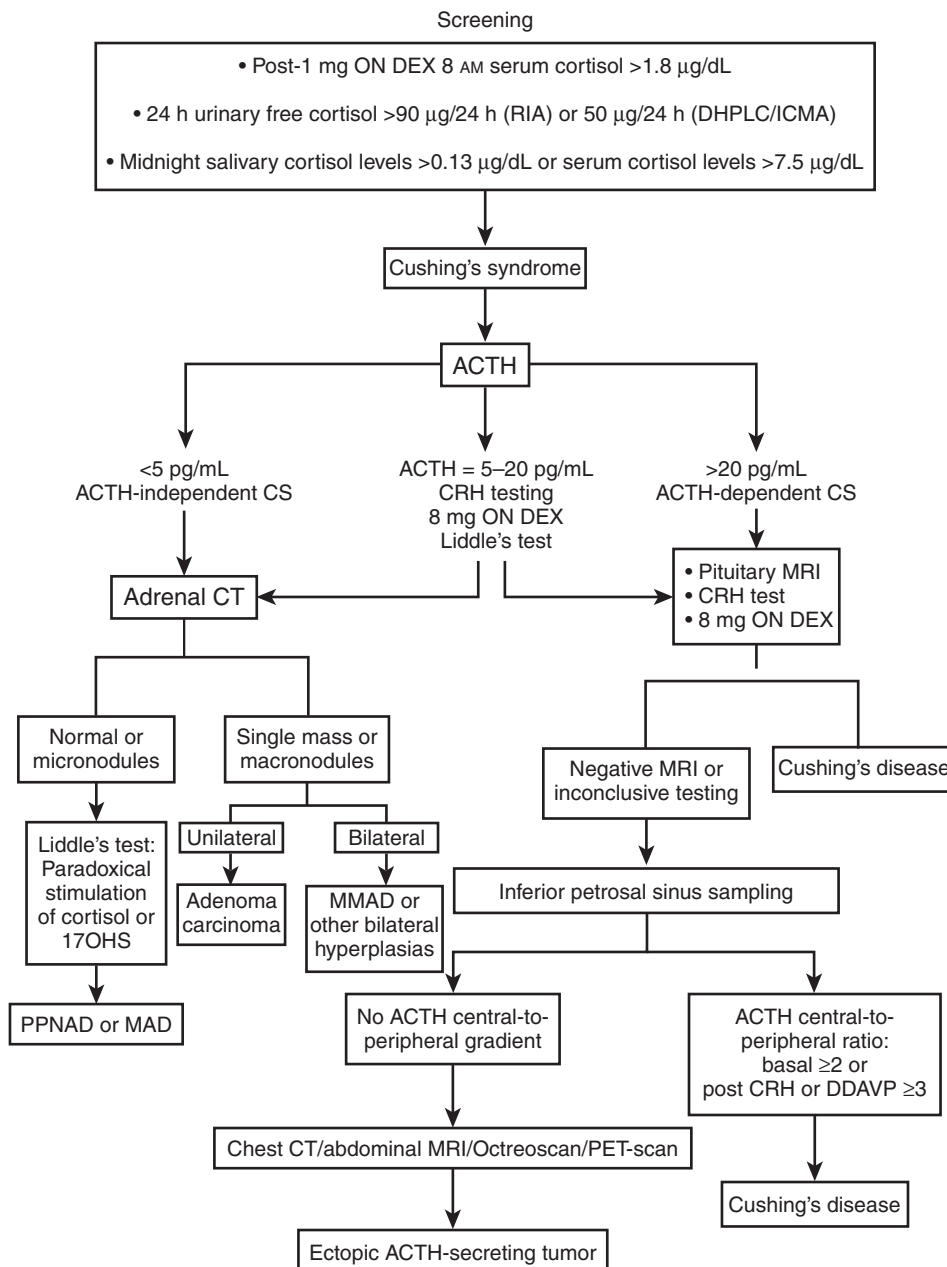 Screening
• Post-1 mg ON DEX 8 AM serum cortisol >1.8 µg/dL
• 24 h urinary free cortisol >90 µg/24 h (RIA) or 50 µg/24 h (DHPLC/ICMA)
• Midnight salivary cortisol levels >0.13 µg/dL or serum cortisol levels >7.5 µg/dL
Cushing's syndrome
ACTH
<5 pg/mL
ACTH-independent CS
ACTH = 5–20 pg/mL
CRH testing
8 mg ON DEX
Liddle's test
>20 pg/mL
ACTH-dependent CS
Adrenal CT
• Pituitary MRI
• CRH test
• 8 mg ON DEX
Normal or
micronodules
Single mass or
macronodules
Negative MRI or
inconclusive testing
Cushing's disease
Liddle's test:
Paradoxical
stimulation
of cortisol or
17OHS
Unilateral
Bilateral
Adenoma
carcinoma
MMAD or
other bilateral
hyperplasias
Inferior petrosal sinus sampling
PPNAD or MAD
No ACTH central-to-
peripheral gradient
ACTH central-to-
peripheral ratio:
basal ≥2 or
post CRH or DDAVP ≥3
Chest CT/abdominal MRI/Octreoscan/PET-scan
Cushing's disease
Ectopic ACTH-secreting tumor